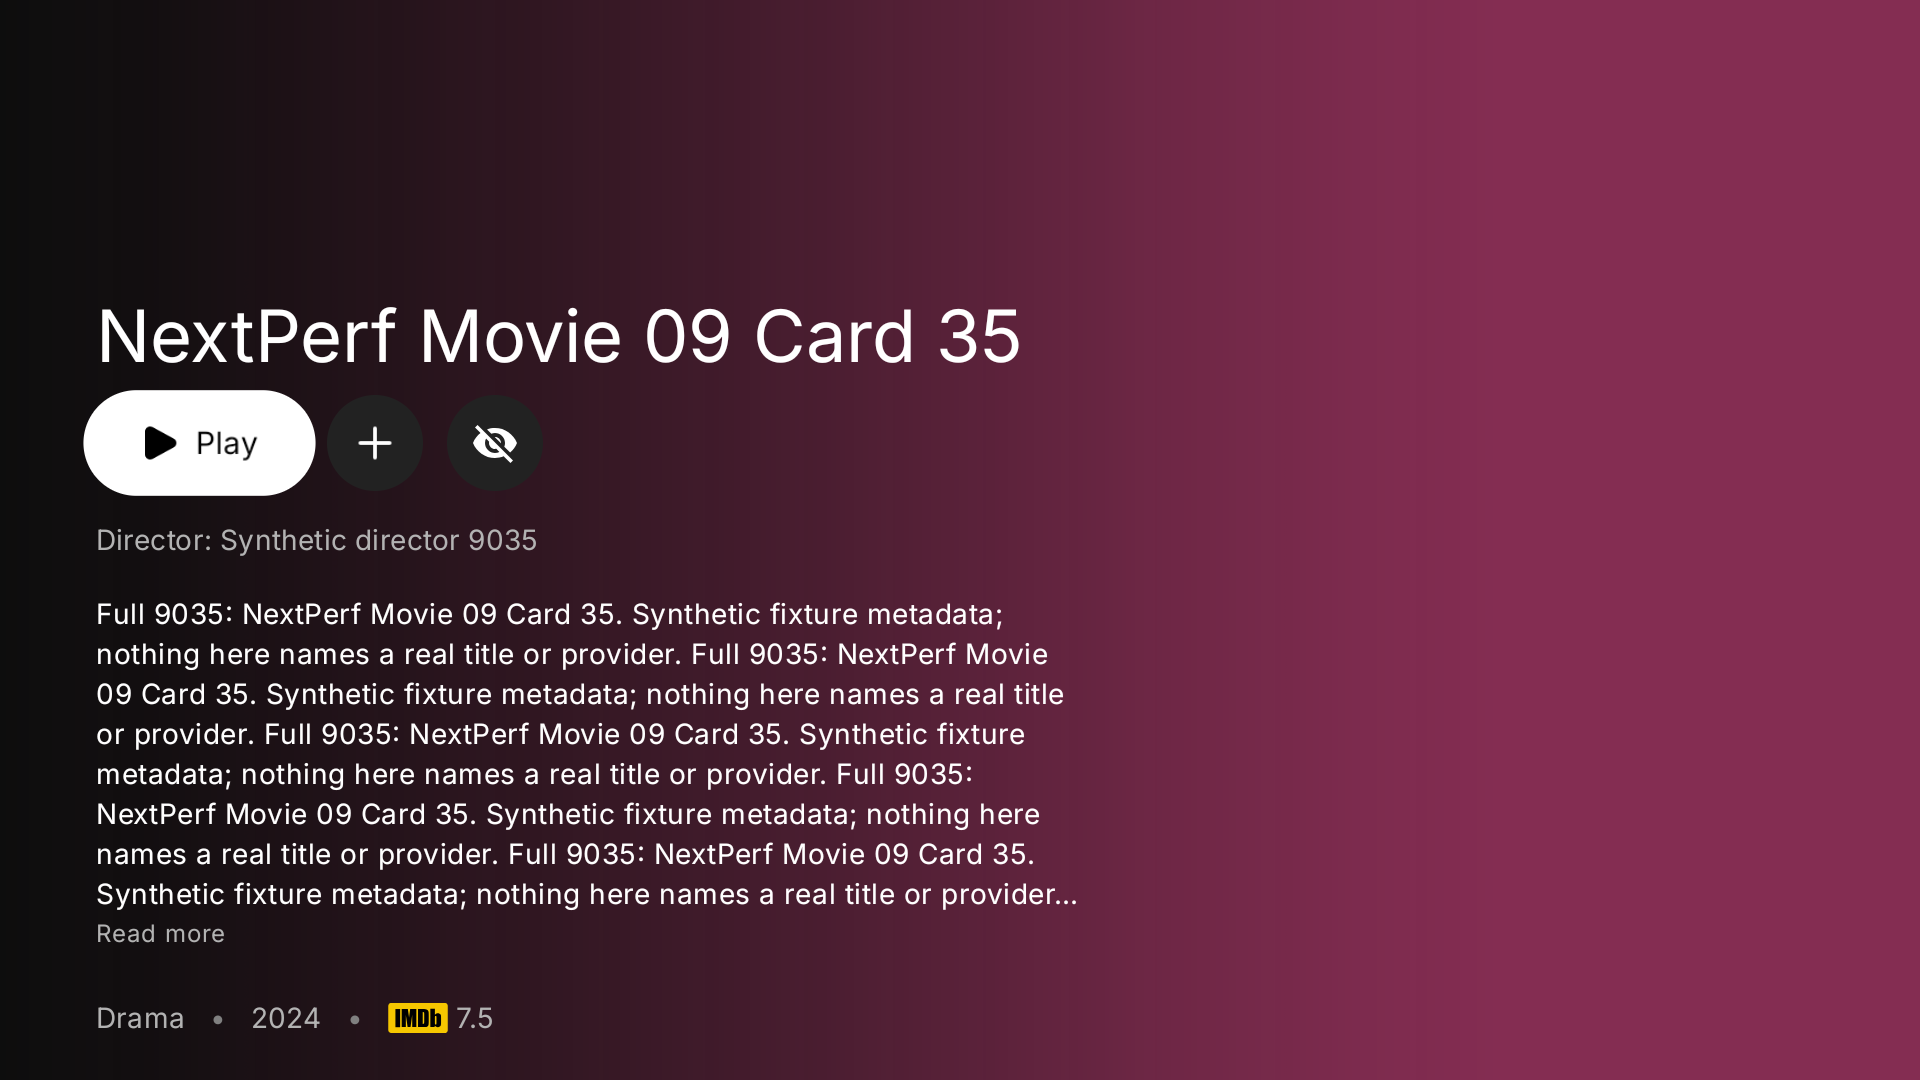 NextPerf Movie 09 Card 35
Play
Director: Synthetic director 9035
Full 9035: NextPerf Movie 09 Card 35. Synthetic fixture metadata;
nothing here names a real title or provider. Full 9035: NextPerf Movie
09 Card 35. Synthetic fixture metadata; nothing here names a real title
or provider. Full 9035: NextPerf Movie 09 Card 35. Synthetic fixture
metadata; nothing here names a real title or provider. Full 9035:
NextPerf Movie 09 Card 35. Synthetic fixture metadata; nothing here
names a real title or provider. Full 9035: NextPerf Movie 09 Card 35.
Synthetic fixture metadata; nothing here names a real title or provider...
Read more
Drama • 2024 • IMDb 7.5